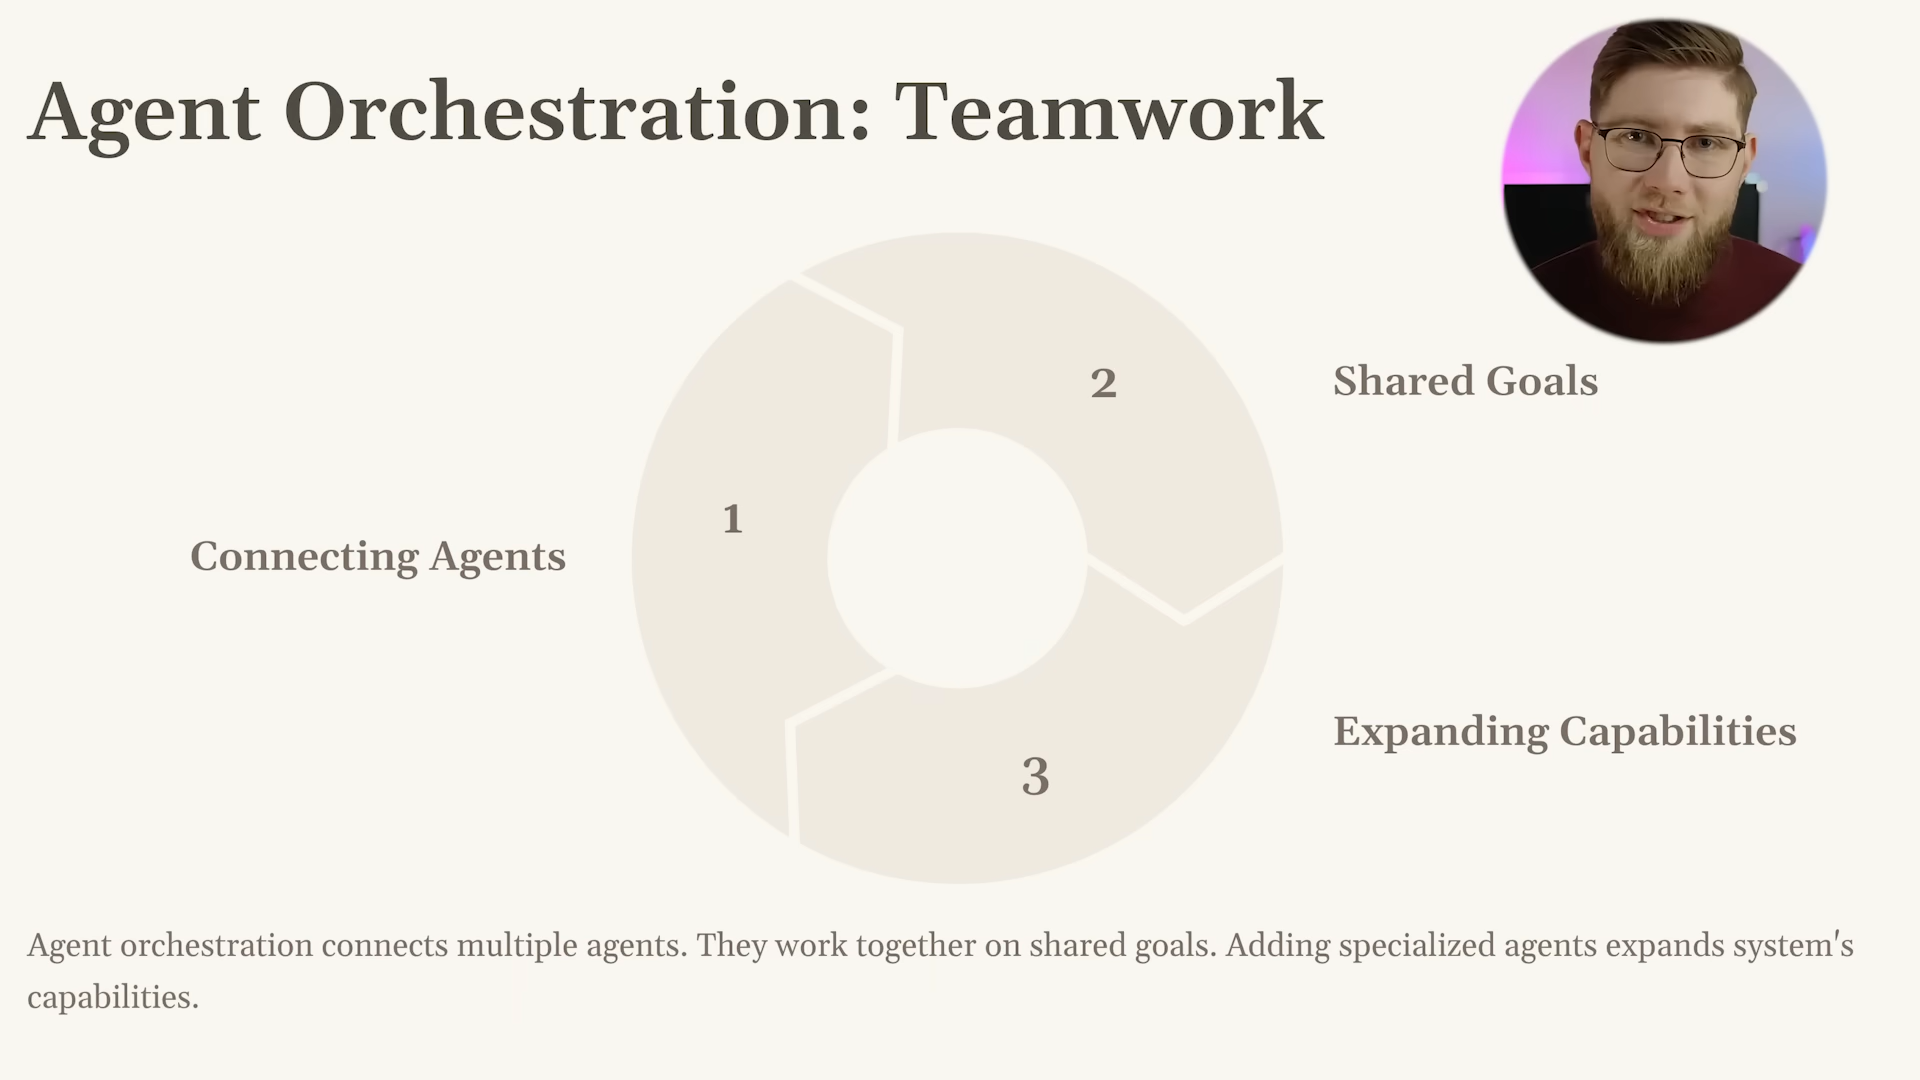 Agent Orchestration: Teamwork
2
Shared Goals
1
Connecting Agents
Expanding Capabilities
3
Agent orchestration connects multiple agents. They work together on shared goals. Adding specialized agents expands system's
capabilities.